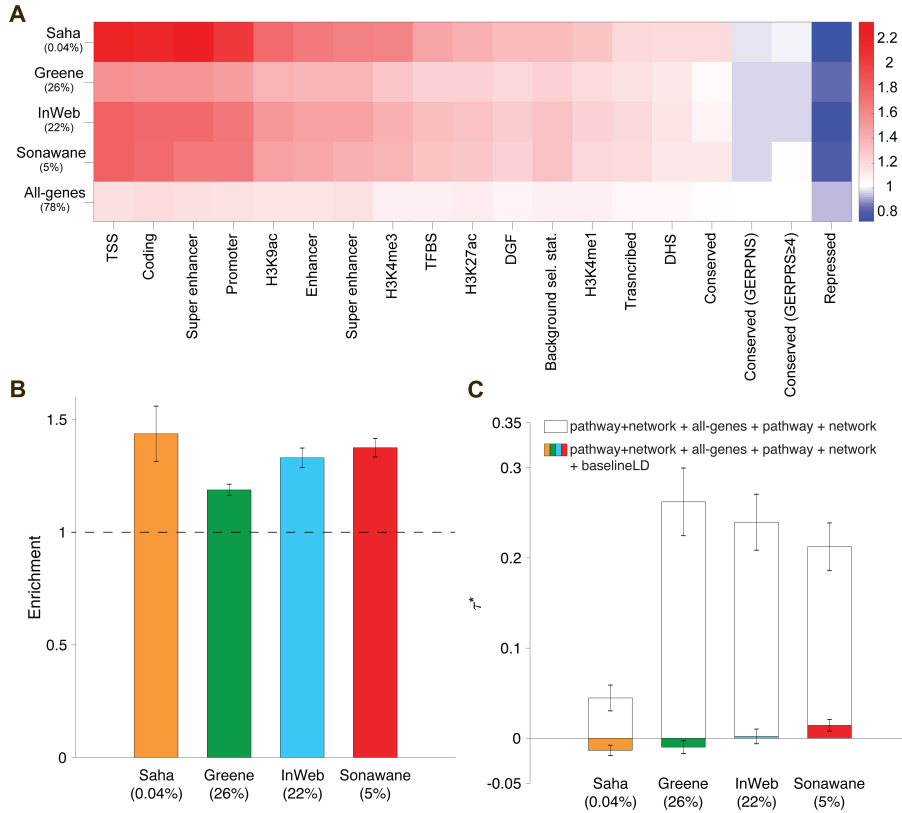 A
Saha
(0.04%)
Greene
(26%)
InWeb
(22%)
Sonawane
(5%)
All-genes
(78%)
2.2
2
1.8
1.6
1.4
1.2
1
0.8
TSS
Coding
Super enhancer
Promoter
H3K9ac
Enhancer
Super enhancer
H3K4me3
TFBS
H3K27ac
DGF
Background sel. stat.
H3K4me1
Trasncribed
DHS
Conserved
Conserved (GERPNS)
Conserved (GERPRS≥4)
Repressed
B
Enrichment
1.5
1
0.5
0
Saha
(0.04%)
Greene
(26%)
InWeb
(22%)
Sonawane
(5%)
C
τ*
0.35
0.3
0.2
0.1
0
-0.05
pathway+network + all-genes + pathway + network
pathway+network + all-genes + pathway + network
+ baselineLD
Saha
(0.04%)
Greene
(26%)
InWeb
(22%)
Sonawane
(5%)